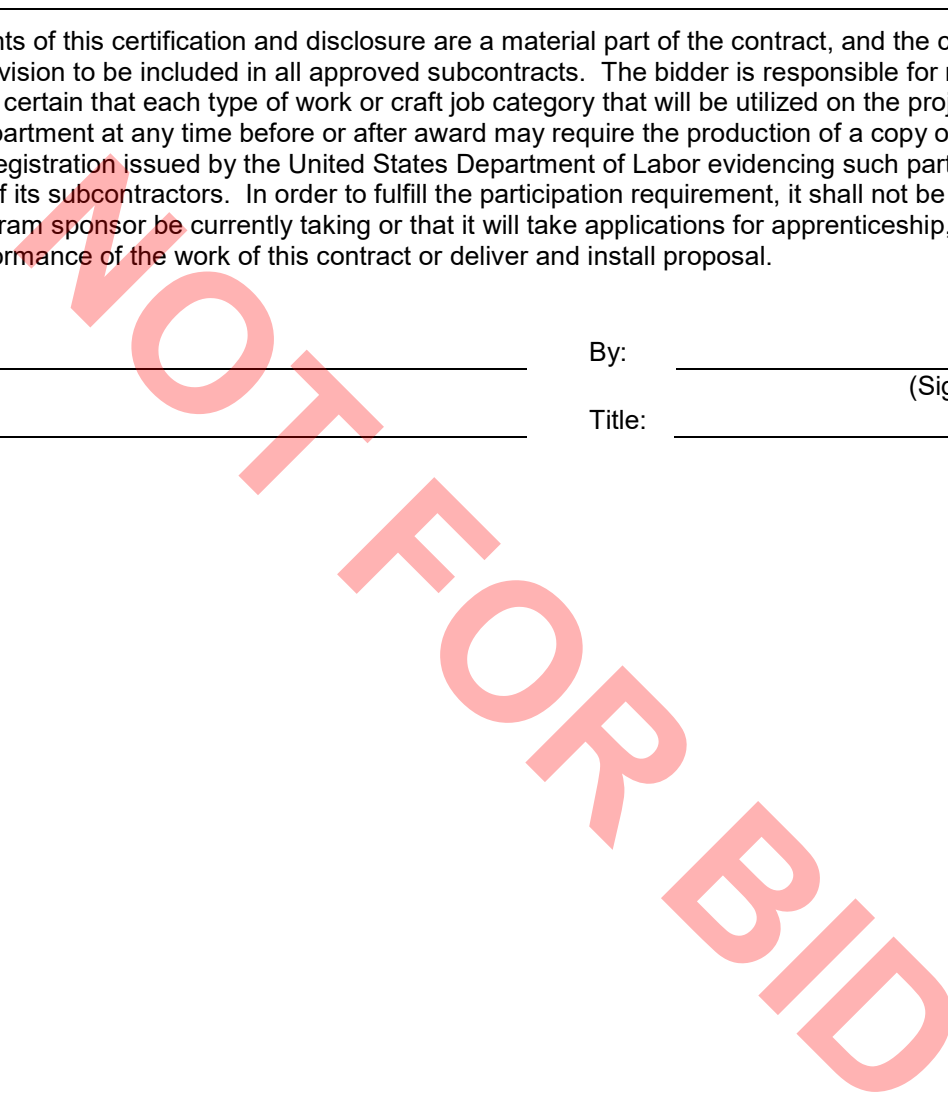 nts of this certification and disclosure are a material part of the contract, and the c
vision to be included in all approved subcontracts.  The bidder is responsible for
certain that each type of work or craft job category that will be utilized on the proj
partment at any time before or after award may require the production of a copy o
egistration issued by the United States Department of Labor evidencing such part
f its subcontractors.  In order to fulfill the participation requirement, it shall not be
ram sponsor be currently taking or that it will take applications for apprenticeship,
ormance of the work of this contract or deliver and install proposal.
By:
(Sig
Title:
NOT FOR BID